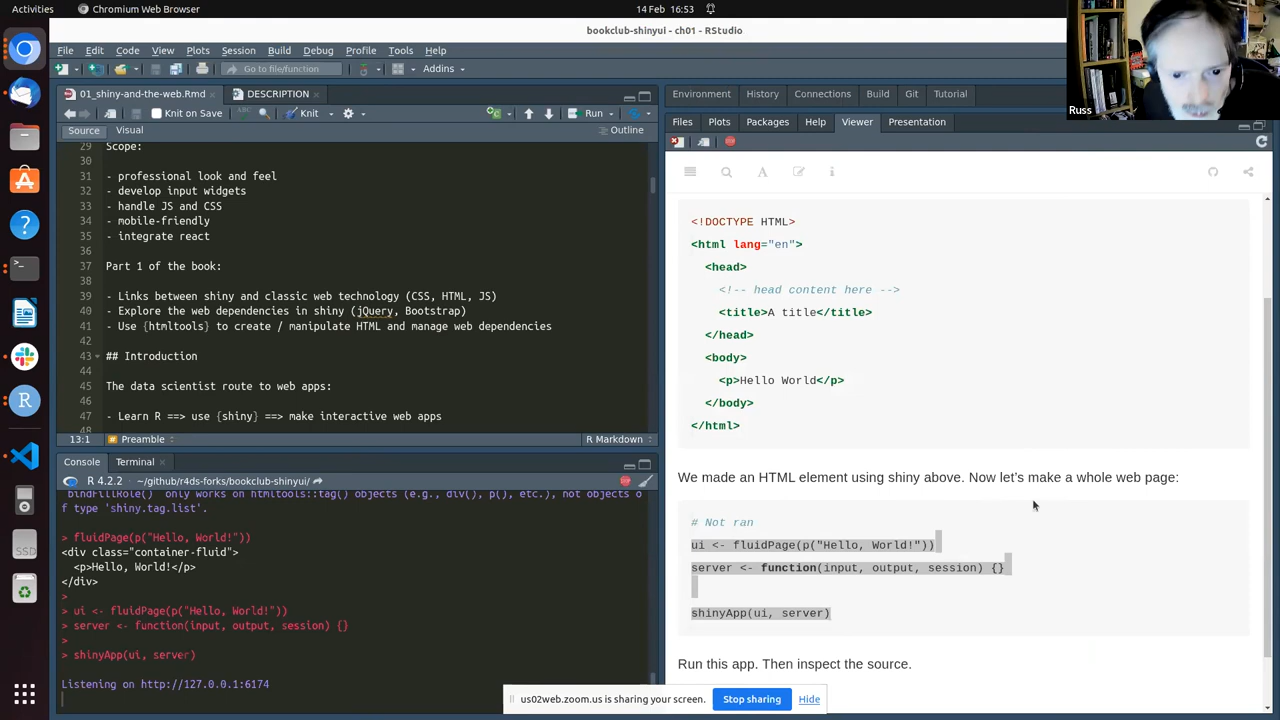 Activities
Chromium Web Browser
14 Feb 16:53
bookclub-shinyui - ch01 - RStudio
File Edit Code View Plots Session Build Debug Profile Tools Help
Go to file/function
Addins
01_shiny-and-the-web.Rmd
DESCRIPTION
Knit on Save
Knit
Run
Source
Visual
Outline
29 Scope:
30
31 - professional look and feel
32 - develop input widgets
33 - handle JS and CSS
34 - mobile-friendly
35 - integrate react
36
37 Part 1 of the book:
38
39 - Links between shiny and classic web technology (CSS, HTML, JS)
40 - Explore the web dependencies in shiny (jQuery, Bootstrap)
41 - Use {htmltools} to create / manipulate HTML and manage web dependencies
42
43 ## Introduction
44
45 The data scientist route to web apps:
46
47 - Learn R ==> use {shiny} ==> make interactive web apps
48
13:1
Preamble
R Markdown
Console
Terminal
R 4.2.2 · ~/github/r4ds-forks/bookclub-shinyui/
`bindFillRole()` only works on htmltools::tag() objects (e.g., div(), p(), etc.), not objects o
f type 'shiny.tag.list'.
> fluidPage(p("Hello, World!"))
<div class="container-fluid">
<p>Hello, World!</p>
</div>
>
> ui <- fluidPage(p("Hello, World!"))
> server <- function(input, output, session) {}
>
> shinyApp(ui, server)
Listening on http://127.0.0.1:6174
Environment History Connections Build Git Tutorial
Files Plots Packages Help Viewer Presentation
<!DOCTYPE HTML>
<html lang="en">
<head>
<!-- head content here -->
<title>A title</title>
</head>
<body>
<p>Hello World</p>
</body>
</html>
We made an HTML element using shiny above. Now let's make a whole web page:
# Not ran
ui <- fluidPage(p("Hello, World!"))
server <- function(input, output, session) {}
shinyApp(ui, server)
Run this app. Then inspect the source.
us02web.zoom.us is sharing your screen.
Stop sharing
Hide
Russ
SSD